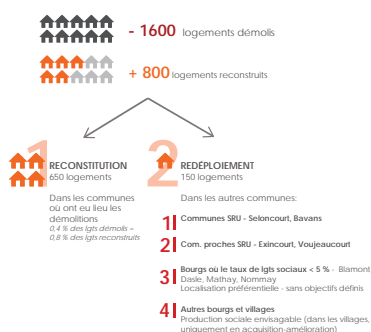 - 1600 logements démolis
+ 800 logements reconstruits
1
RECONSTITUTION
650 logements
Dans les communes
où ont eu lieu les
démolitions
0,4 % des lgts démolis =
0,8 % des lgts reconstruits
2
REDÉPLOIEMENT
150 logements
Dans les autres communes:
1 Communes SRU - Seloncourt, Bavans
2 Com. proches SRU - Exincourt, Voujeaucourt
3 Bourgs où le taux de lgts sociaux < 5 % - Blamont
Dasle, Mathay, Nommay
Localisation préférentielle - sans objectifs définis
4 Autres bourgs et villages
Production sociale envisageable (dans les villages,
uniquement en acquisition-amélioration)